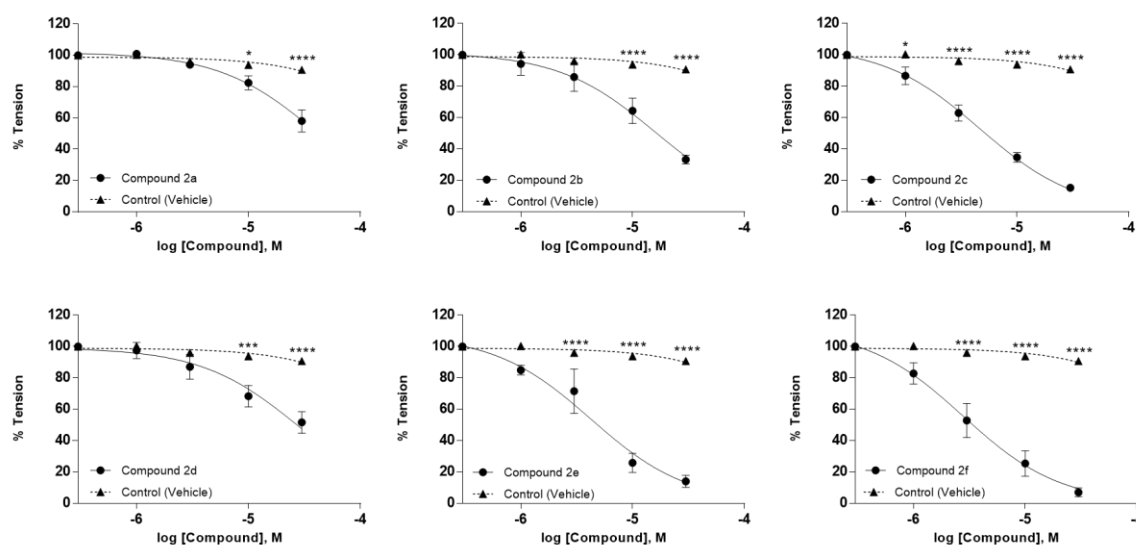 120
100
80
60
40
20
0
% Tension
* ****
Compound 2a
Control (Vehicle)
-6 -5 -4
log [Compound], M
120
100
80
60
40
20
0
% Tension
**** ****
Compound 2b
Control (Vehicle)
-6 -5 -4
log [Compound], M
120
100
80
60
40
20
0
% Tension
* **** **** ****
Compound 2c
Control (Vehicle)
-6 -5 -4
log [Compound], M
120
100
80
60
40
20
0
% Tension
*** ****
Compound 2d
Control (Vehicle)
-6 -5 -4
log [Compound], M
120
100
80
60
40
20
0
% Tension
**** **** ****
Compound 2e
Control (Vehicle)
-6 -5 -4
log [Compound], M
120
100
80
60
40
20
0
% Tension
**** **** ****
Compound 2f
Control (Vehicle)
-6 -5 -4
log [Compound], M